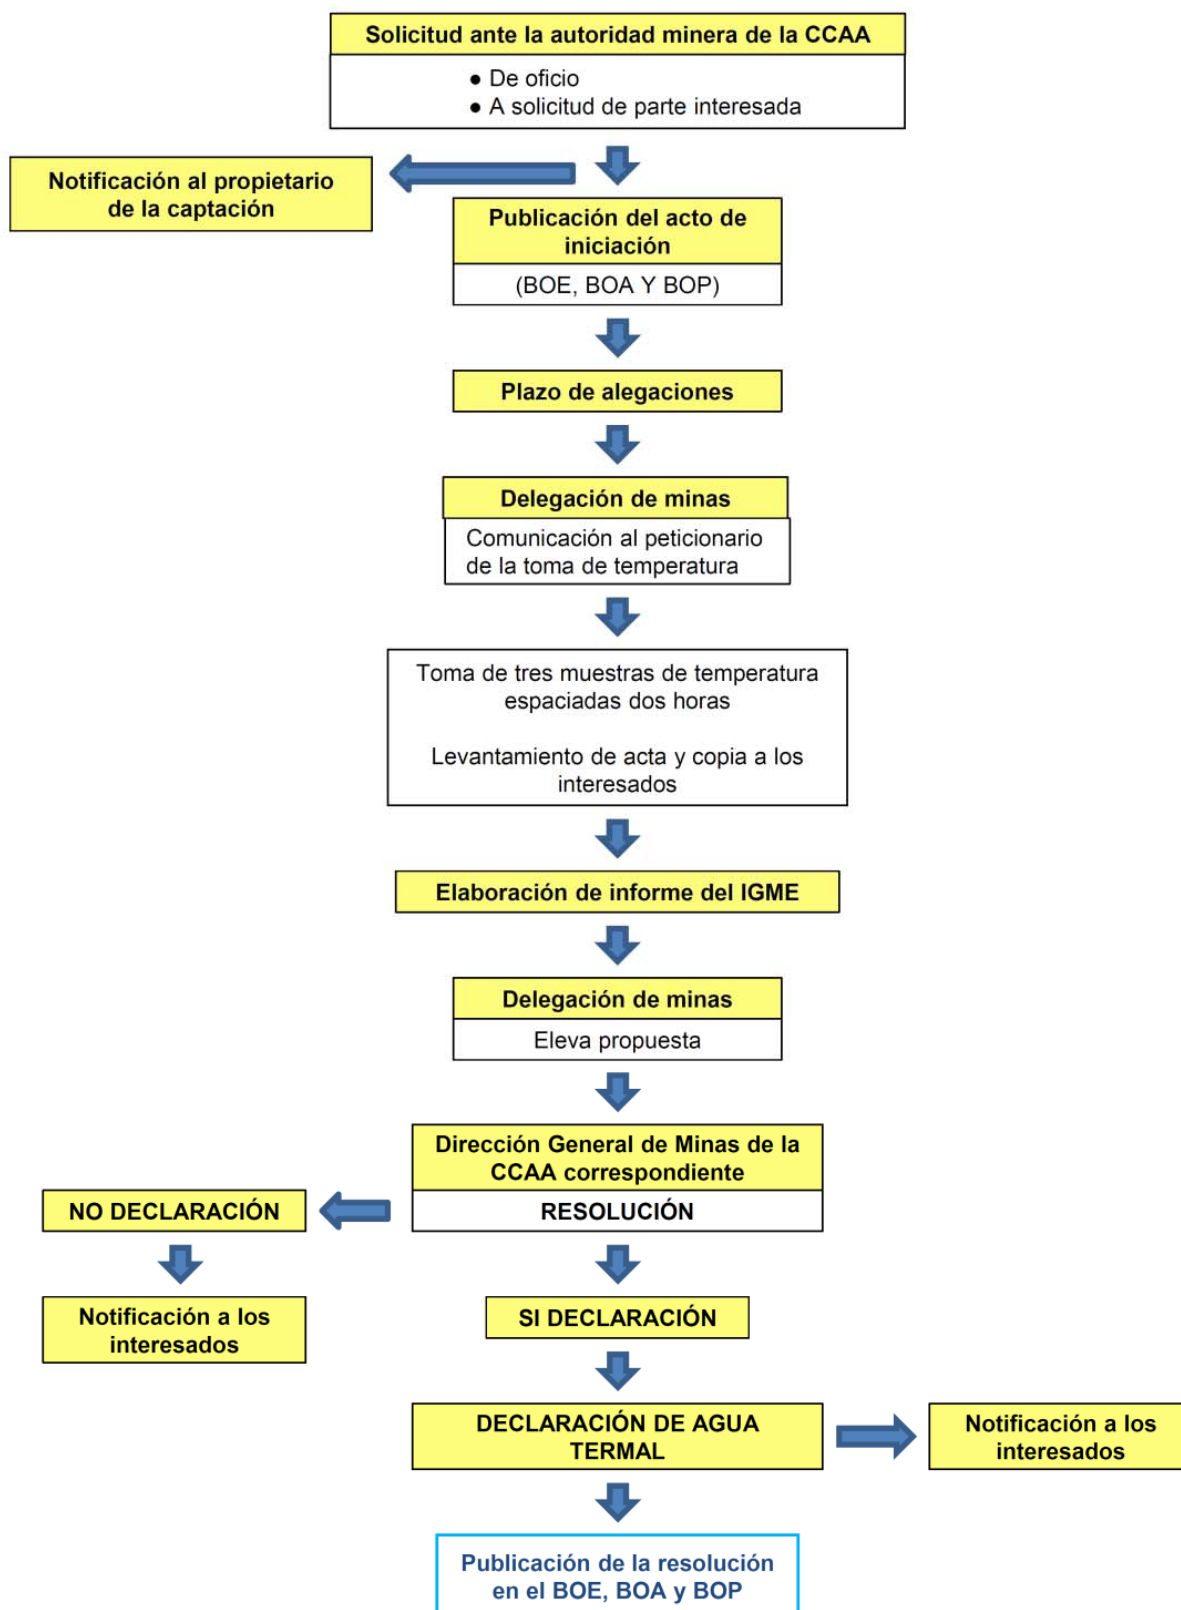 Solicitud ante la autoridad minera de la CCAA
● De oficio
● A solicitud de parte interesada
Notificación al propietario
de la captación
Publicación del acto de
iniciación
(BOE, BOA Y BOP)
Plazo de alegaciones
Delegación de minas
Comunicación al peticionario
de la toma de temperatura
Toma de tres muestras de temperatura
espaciadas dos horas
Levantamiento de acta y copia a los
interesados
Elaboración de informe del IGME
Delegación de minas
Eleva propuesta
Dirección General de Minas de la
CCAA correspondiente
RESOLUCIÓN
NO DECLARACIÓN
Notificación a los
interesados
SI DECLARACIÓN
DECLARACIÓN DE AGUA
TERMAL
Notificación a los
interesados
Publicación de la resolución
en el BOE, BOA y BOP